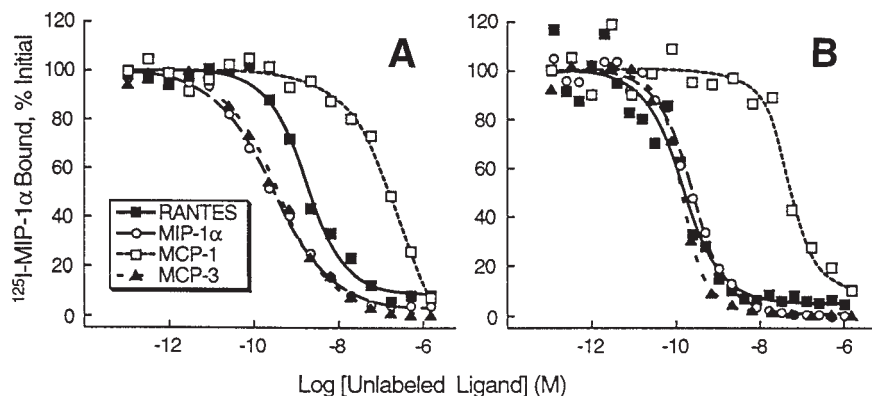 A
B
120
100
80
60
40
20
0
120
100
80
60
40
20
0
¹²⁵I-MIP-1α Bound, % Initial
RANTES
MIP-1α
MCP-1
MCP-3
-12
-10
-8
-6
-12
-10
-8
-6
Log [Unlabeled Ligand] (M)